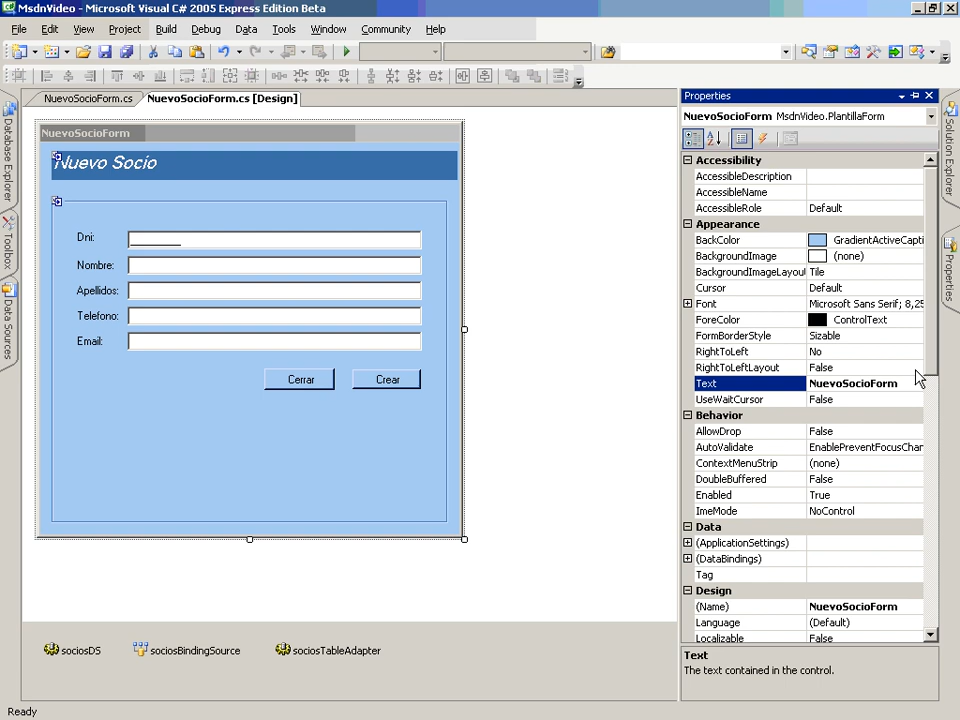 MsdnVideo - Microsoft Visual C# 2005 Express Edition Beta
File Edit View Project Build Debug Data Tools Window Community Help
NuevoSocioForm.cs NuevoSocioForm.cs [Design]
Database Explorer
Toolbox
Data Sources
NuevoSocioForm
Nuevo Socio
Dni:
Nombre:
Apellidos:
Telefono:
Email:
Cerrar Crear
sociosDS sociosBindingSource sociosTableAdapter
Properties
NuevoSocioForm MsdnVideo.PlantillaForm
Accessibility
AccessibleDescription
AccessibleName
AccessibleRole Default
Appearance
BackColor GradientActiveCapti
BackgroundImage (none)
BackgroundImageLayou Tile
Cursor Default
Font Microsoft Sans Serif; 8,25
ForeColor ControlText
FormBorderStyle Sizable
RightToLeft No
RightToLeftLayout False
Text NuevoSocioForm
UseWaitCursor False
Behavior
AllowDrop False
AutoValidate EnablePreventFocusChan
ContextMenuStrip (none)
DoubleBuffered False
Enabled True
ImeMode NoControl
Data
(ApplicationSettings)
(DataBindings)
Tag
Design
(Name) NuevoSocioForm
Language (Default)
Localizable False
Text
The text contained in the control.
Solution Explorer
Properties
Ready